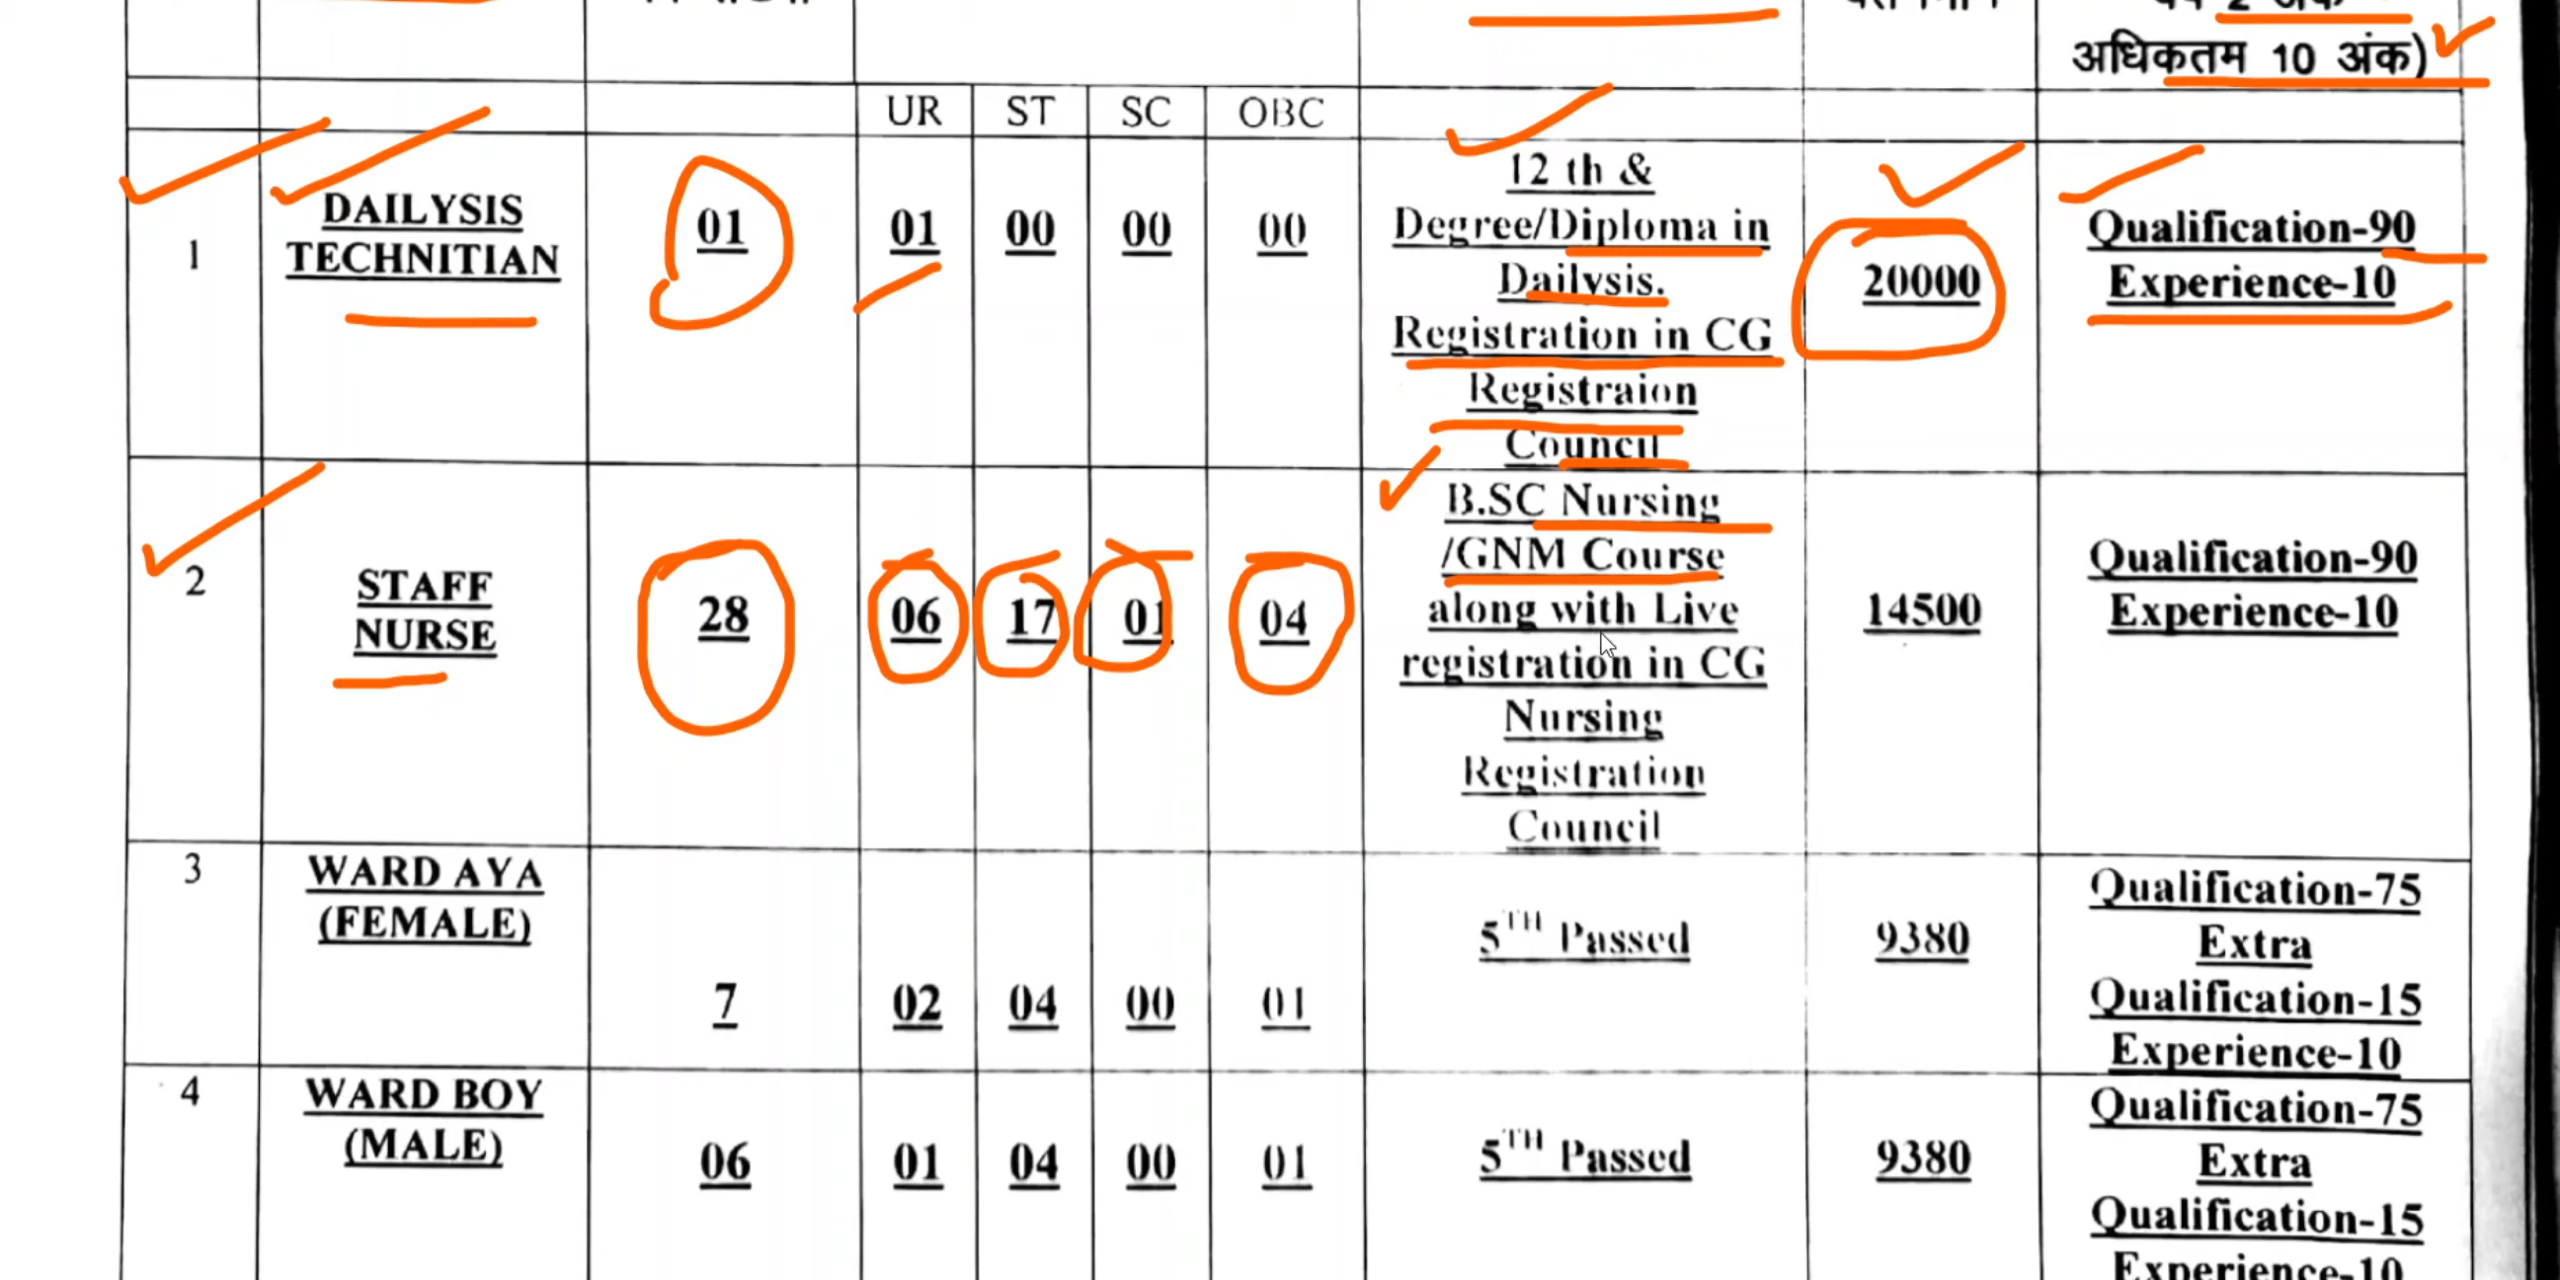 अधिकतम 10 अंक)
UR ST SC OBC
1
DAILYSIS
TECHNITIAN
01
01 00 00 00
12 th &
Degree/Diploma in
Dailysis.
Registration in CG
Registraion
Council
20000
Qualification-90
Experience-10
2
STAFF
NURSE
28
06 17 01 04
B.SC Nursing
/GNM Course
along with Live
registration in CG
Nursing
Registration
Council
14500
Qualification-90
Experience-10
3
WARD AYA
(FEMALE)
7
02 04 00 01
5TH Passed
9380
Qualification-75
Extra
Qualification-15
Experience-10
4
WARD BOY
(MALE)
06
01 04 00 01
5TH Passed
9380
Qualification-75
Extra
Qualification-15
Experience-10